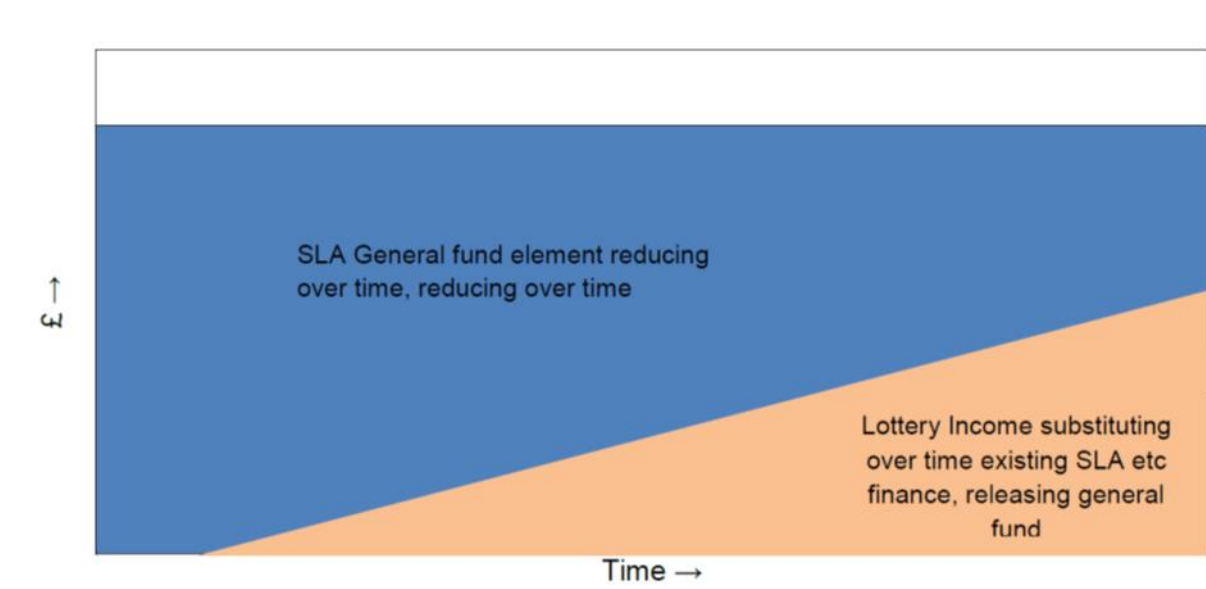 SLA General fund element reducing
over time, reducing over time
£ →
Lottery Income substituting
over time existing SLA etc
finance, releasing general
fund
Time →